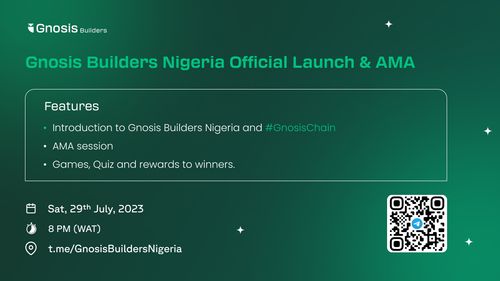 Gnosis Builders
Gnosis Builders Nigeria Official Launch & AMA
Features
• Introduction to Gnosis Builders Nigeria and #GnosisChain
• AMA session
• Games, Quiz and rewards to winners.
Sat, 29th July, 2023
8 PM (WAT)
t.me/GnosisBuildersNigeria